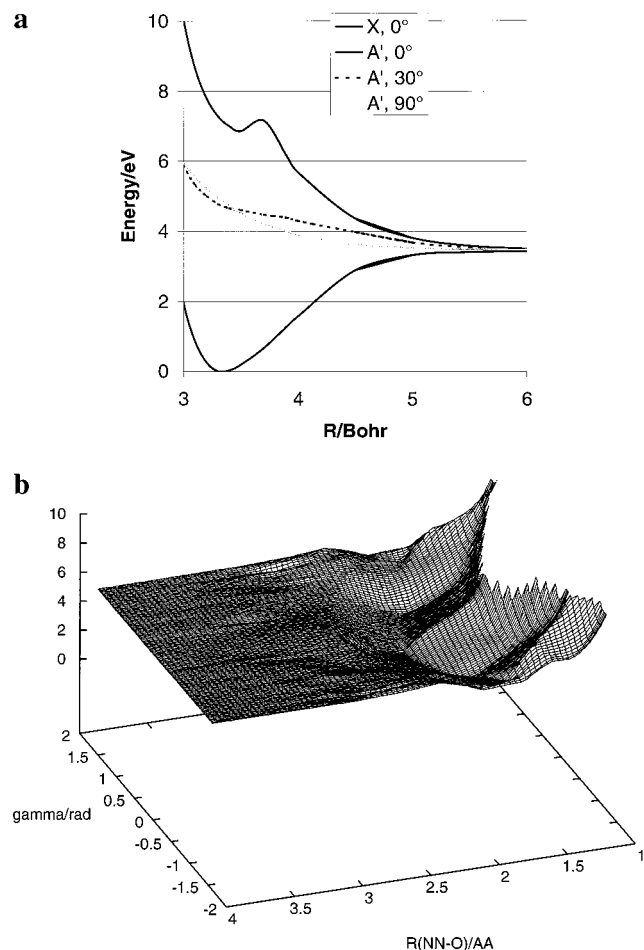 a
10
8
6
4
2
0
Energy/eV
X, 0°
A', 0°
A', 30°
A', 90°
3 4 5 6
R/Bohr
b
10
8
6
4
2
0
2
1.5
1
0.5
0
-0.5
-1
-1.5
-2
gamma/rad
4 3.5 3 2.5 2 1.5 1
R(NN-O)/AA